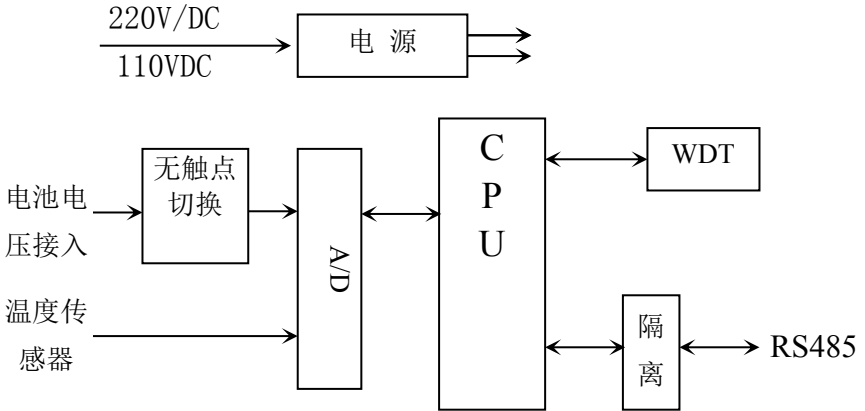 220V/DC
110VDC
电 源
无触点
切换
电池电
压接入
温度传
感器
A/D
C
P
U
WDT
隔
离
RS485